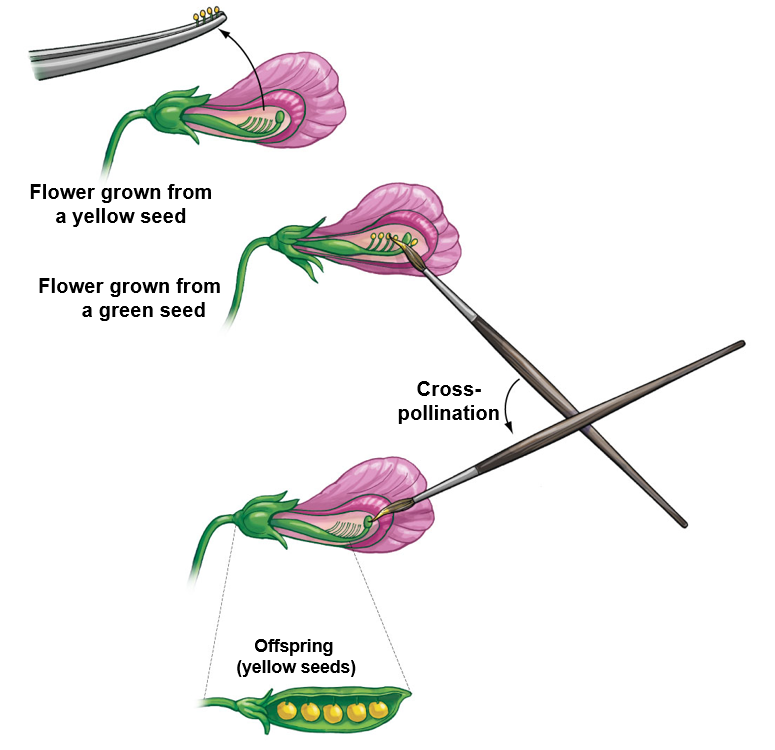 Flower grown from
a yellow seed
Flower grown from
a green seed
Cross-
pollination
Offspring
(yellow seeds)